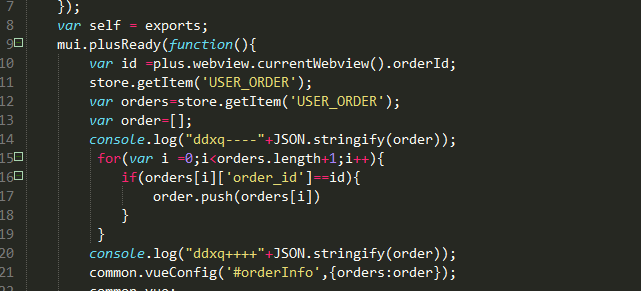 7 });
8 var self = exports;
9 mui.plusReady(function(){
10 var id =plus.webview.currentWebview().orderId;
11 store.getItem('USER_ORDER');
12 var orders=store.getItem('USER_ORDER');
13 var order=[];
14 console.log("ddxq----"+JSON.stringify(order));
15 for(var i =0;i<orders.length+1;i++){
16 if(orders[i]['order_id']==id){
17 order.push(orders[i])
18 }
19 }
20 console.log("ddxq++++"+JSON.stringify(order));
21 common.vueConfig('#orderInfo',{orders:order});